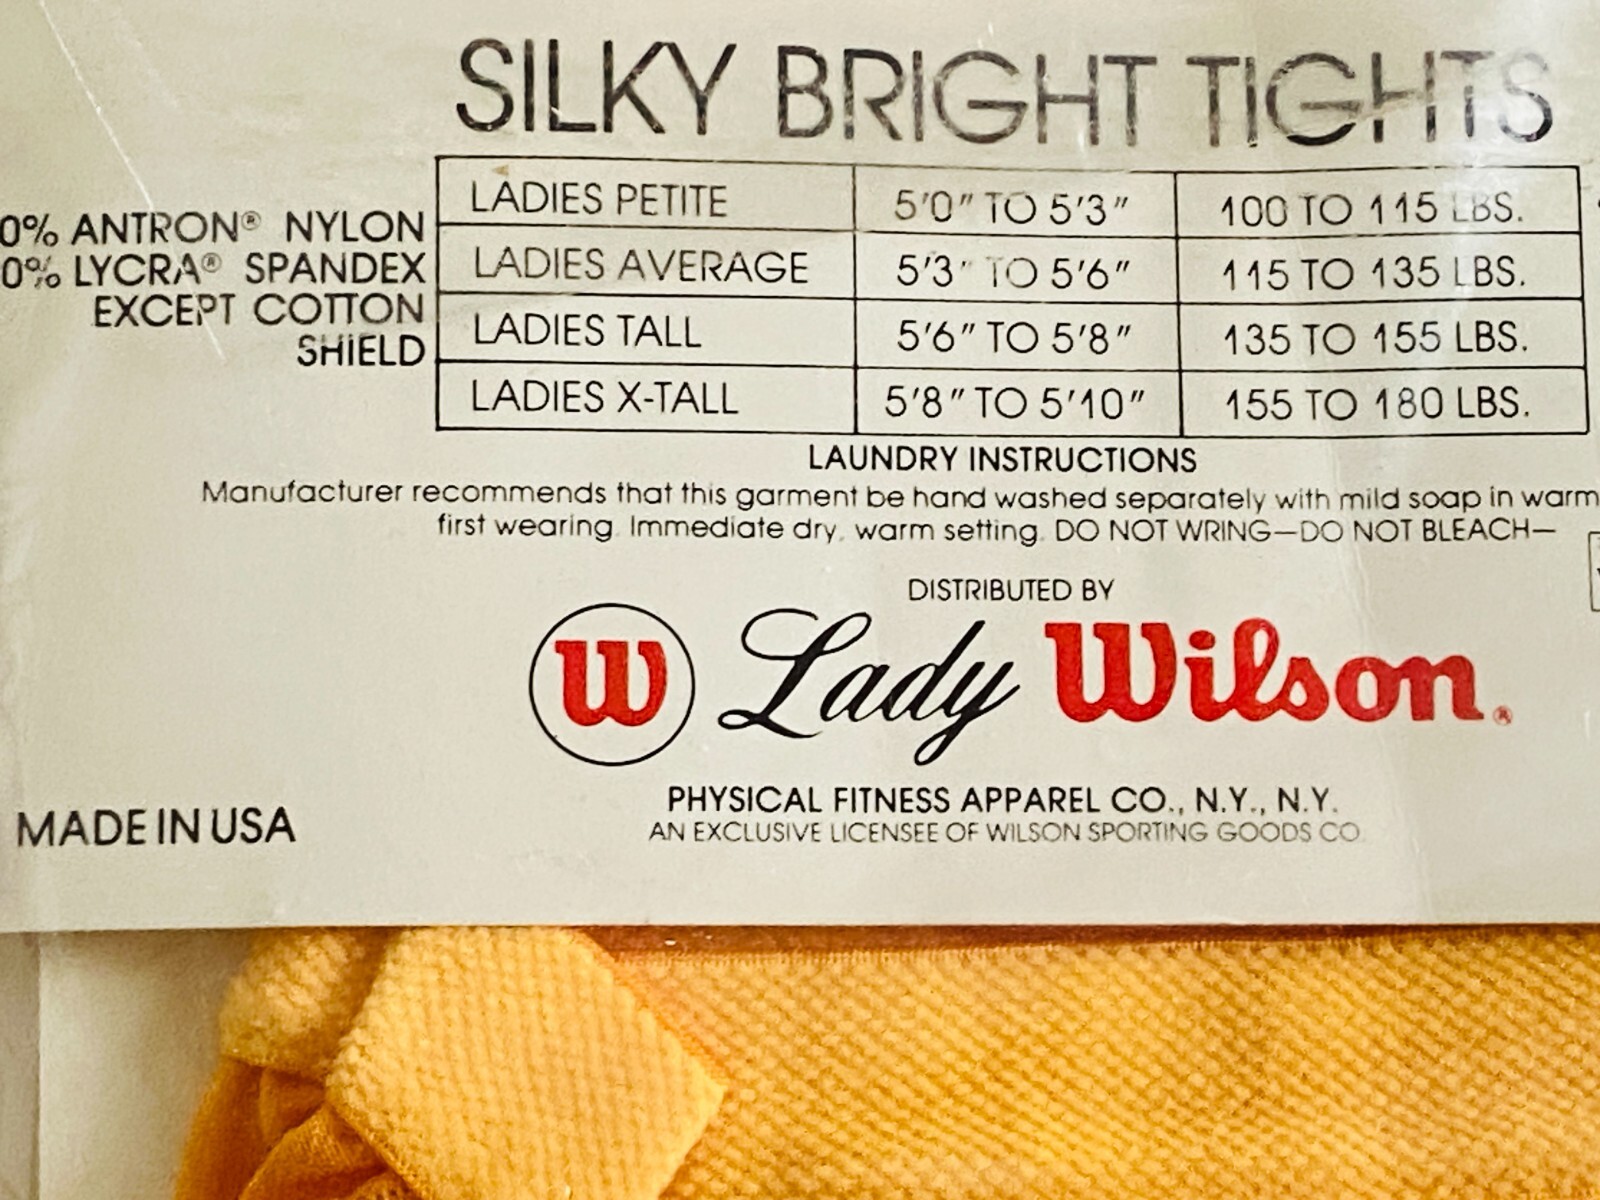 SILKY BRIGHT TIGHTS
0% ANTRON® NYLON
0% LYCRA® SPANDEX
EXCEPT COTTON
SHIELD
LADIES PETITE 5'0" TO 5'3" 100 TO 115 LBS.
LADIES AVERAGE 5'3" TO 5'6" 115 TO 135 LBS.
LADIES TALL 5'6" TO 5'8" 135 TO 155 LBS.
LADIES X-TALL 5'8" TO 5'10" 155 TO 180 LBS.
LAUNDRY INSTRUCTIONS
Manufacturer recommends that this garment be hand washed separately with mild soap in warm
first wearing. Immediate dry, warm setting. DO NOT WRING—DO NOT BLEACH—
DISTRIBUTED BY
W Lady Wilson®
PHYSICAL FITNESS APPAREL CO., N.Y., N.Y.
AN EXCLUSIVE LICENSEE OF WILSON SPORTING GOODS CO.
MADE IN USA